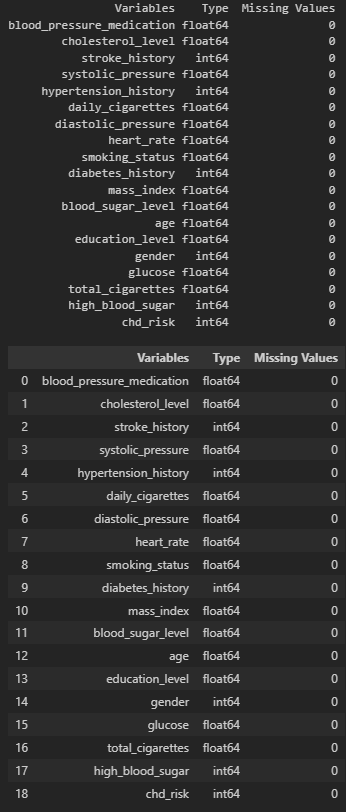 Variables Type Missing Values
blood_pressure_medication float64 0
cholesterol_level float64 0
stroke_history int64 0
systolic_pressure float64 0
hypertension_history int64 0
daily_cigarettes float64 0
diastolic_pressure float64 0
heart_rate float64 0
smoking_status float64 0
diabetes_history int64 0
mass_index float64 0
blood_sugar_level float64 0
age float64 0
education_level float64 0
gender int64 0
glucose float64 0
total_cigarettes float64 0
high_blood_sugar int64 0
chd_risk int64 0
Variables Type Missing Values
0 blood_pressure_medication float64 0
1 cholesterol_level float64 0
2 stroke_history int64 0
3 systolic_pressure float64 0
4 hypertension_history int64 0
5 daily_cigarettes float64 0
6 diastolic_pressure float64 0
7 heart_rate float64 0
8 smoking_status float64 0
9 diabetes_history int64 0
10 mass_index float64 0
11 blood_sugar_level float64 0
12 age float64 0
13 education_level float64 0
14 gender int64 0
15 glucose float64 0
16 total_cigarettes float64 0
17 high_blood_sugar int64 0
18 chd_risk int64 0